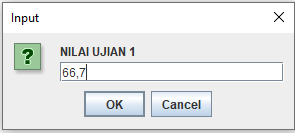 Input
?
NILAI UJIAN 1
66,7
OK
Cancel